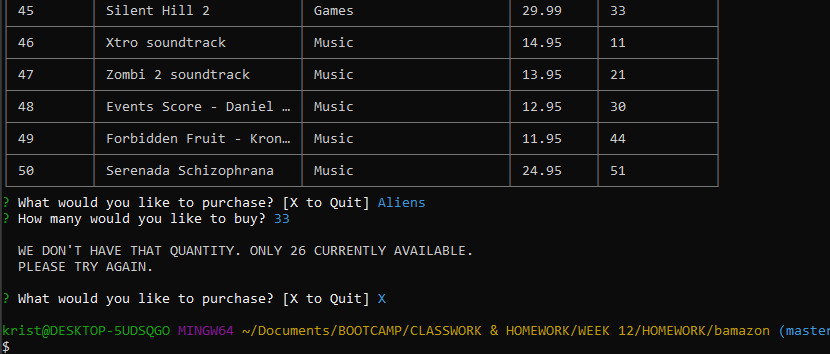 45 Silent Hill 2 Games 29.99 33
46 Xtro soundtrack Music 14.95 11
47 Zombi 2 soundtrack Music 13.95 21
48 Events Score - Daniel … Music 12.95 30
49 Forbidden Fruit - Kron… Music 11.95 44
50 Serenada Schizophrana Music 24.95 51
? What would you like to purchase? [X to Quit] Aliens
? How many would you like to buy? 33
WE DON'T HAVE THAT QUANTITY. ONLY 26 CURRENTLY AVAILABLE.
PLEASE TRY AGAIN.
? What would you like to purchase? [X to Quit] X
krist@DESKTOP-5UDSQGO MINGW64 ~/Documents/BOOTCAMP/CLASSWORK & HOMEWORK/WEEK 12/HOMEWORK/bamazon (master
$